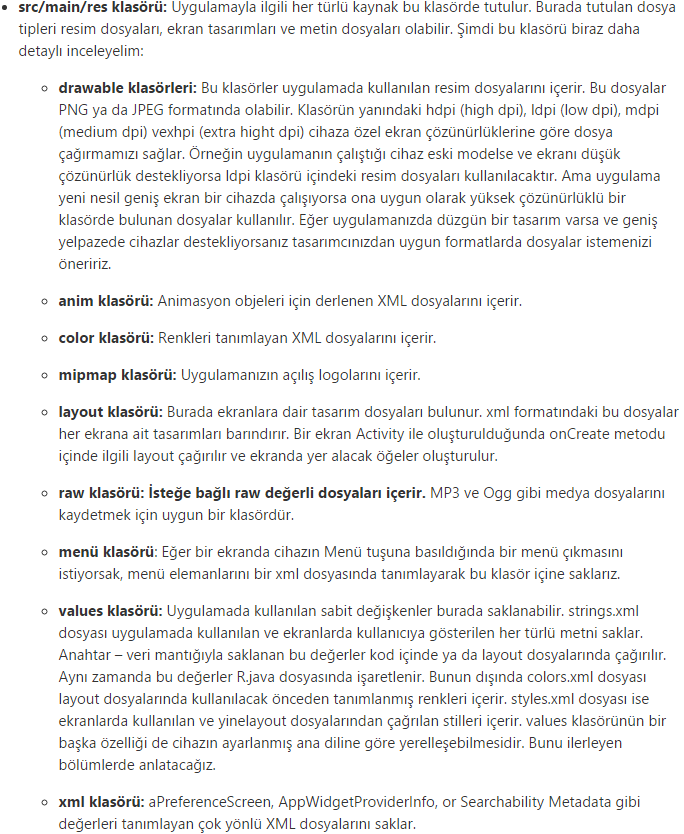 src/main/res klasörü: Uygulamayla ilgili her türlü kaynak bu klasörde tutulur. Burada tutulan dosya
tipleri resim dosyaları, ekran tasarımları ve metin dosyaları olabilir. Şimdi bu klasörü biraz daha
detaylı inceleyelim:
drawable klasörleri: Bu klasörler uygulamada kullanılan resim dosyalarını içerir. Bu dosyalar
PNG ya da JPEG formatında olabilir. Klasörün yanındaki hdpi (high dpi), ldpi (low dpi), mdpi
(medium dpi) vexhpi (extra hight dpi) cihaza özel ekran çözünürlüklerine göre dosya
çağırmamızı sağlar. Örneğin uygulamanın çalıştığı cihaz eski modelse ve ekranı düşük
çözünürlük destekliyorsa ldpi klasörü içindeki resim dosyaları kullanılacaktır. Ama uygulama
yeni nesil geniş ekran bir cihazda çalışıyorsa ona uygun olarak yüksek çözünürlüklü bir
klasörde bulunan dosyalar kullanılır. Eğer uygulamanızda düzgün bir tasarım varsa ve geniş
yelpazede cihazlar destekliyorsanız tasarımcınızdan uygun formatlarda dosyalar istemenizi
öneririz.
anim klasörü: Animasyon objeleri için derlenen XML dosyalarını içerir.
color klasörü: Renkleri tanımlayan XML dosyalarını içerir.
mipmap klasörü: Uygulamanızın açılış logolarını içerir.
layout klasörü: Burada ekranlara dair tasarım dosyaları bulunur. xml formatındaki bu dosyalar
her ekrana ait tasarımları barındırır. Bir ekran Activity ile oluşturulduğunda onCreate metodu
içinde ilgili layout çağırılır ve ekranda yer alacak öğeler oluşturulur.
raw klasörü: İsteğe bağlı raw değerli dosyaları içerir. MP3 ve Ogg gibi medya dosyalarını
kaydetmek için uygun bir klasördür.
menü klasörü: Eğer bir ekranda cihazın Menü tuşuna basıldığında bir menü çıkmasını
istiyorsak, menü elemanlarını bir xml dosyasında tanımlayarak bu klasör içine saklarız.
values klasörü: Uygulamada kullanılan sabit değişkenler burada saklanabilir. strings.xml
dosyası uygulamada kullanılan ve ekranlarda kullanıcıya gösterilen her türlü metni saklar.
Anahtar – veri mantığıyla saklanan bu değerler kod içinde ya da layout dosyalarında çağırılır.
Aynı zamanda bu değerler R.java dosyasında işaretlenir. Bunun dışında colors.xml dosyası
layout dosyalarında kullanılacak önceden tanımlanmış renkleri içerir. styles.xml dosyası ise
ekranlarda kullanılan ve yinelayout dosyalarından çağrılan stilleri içerir. values klasörünün bir
başka özelliği de cihazın ayarlanmış ana diline göre yerelleşebilmesidir. Bunu ilerleyen
bölümlerde anlatacağız.
xml klasörü: aPreferenceScreen, AppWidgetProviderInfo, or Searchability Metadata gibi
değerleri tanımlayan çok yönlü XML dosyalarını saklar.